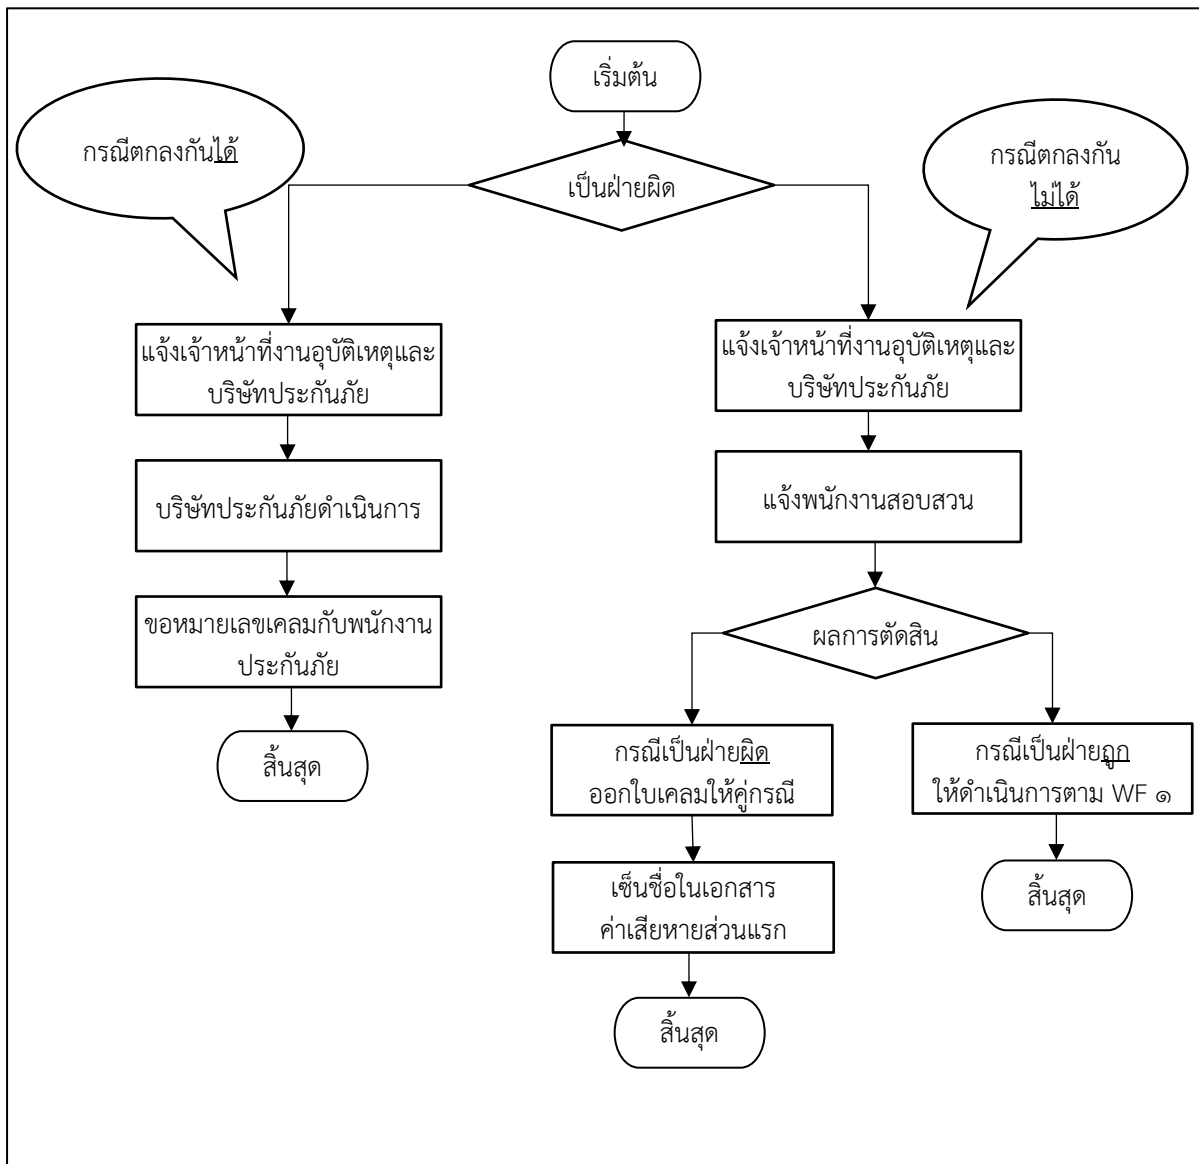 เริ่มต้น
กรณีตกลงกันได้
กรณีตกลงกัน
ไม่ได้
เป็นฝ่ายผิด
แจ้งเจ้าหน้าที่งานอุบัติเหตุและ
บริษัทประกันภัย
บริษัทประกันภัยดำเนินการ
ขอหมายเลขเคลมกับพนักงาน
ประกันภัย
สิ้นสุด
แจ้งเจ้าหน้าที่งานอุบัติเหตุและ
บริษัทประกันภัย
แจ้งพนักงานสอบสวน
ผลการตัดสิน
กรณีเป็นฝ่ายผิด
ออกใบเคลมให้คู่กรณี
เซ็นชื่อในเอกสาร
ค่าเสียหายส่วนแรก
สิ้นสุด
กรณีเป็นฝ่ายถูก
ให้ดำเนินการตาม WF ๑
สิ้นสุด